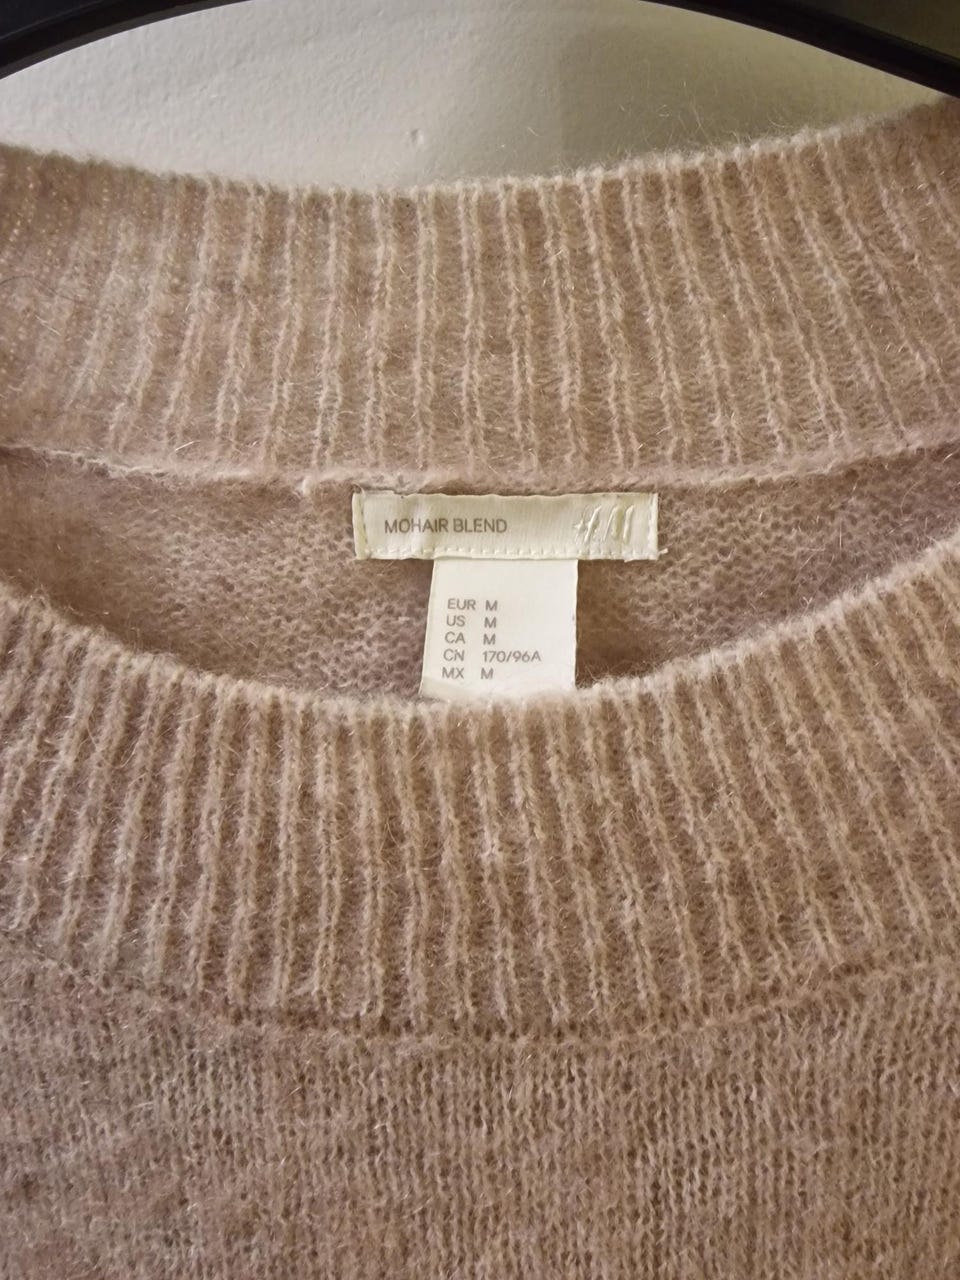 MOHAIR BLEND H&M
EUR M
US M
CA M
CN 170/96A
MX M